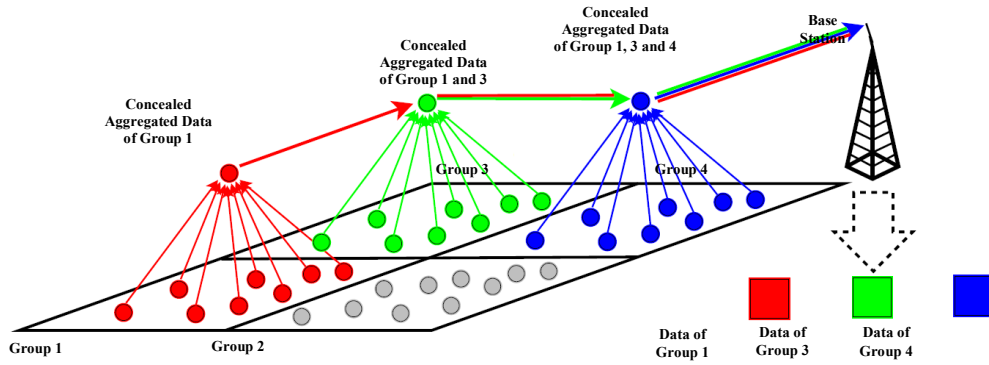 Concealed
Aggregated Data
of Group 1, 3 and 4
Base
Station
Concealed
Aggregated Data
of Group 1 and 3
Concealed
Aggregated Data
of Group 1
Group 3
Group 4
Group 1
Group 2
Data of
Group 1
Data of
Group 3
Data of
Group 4